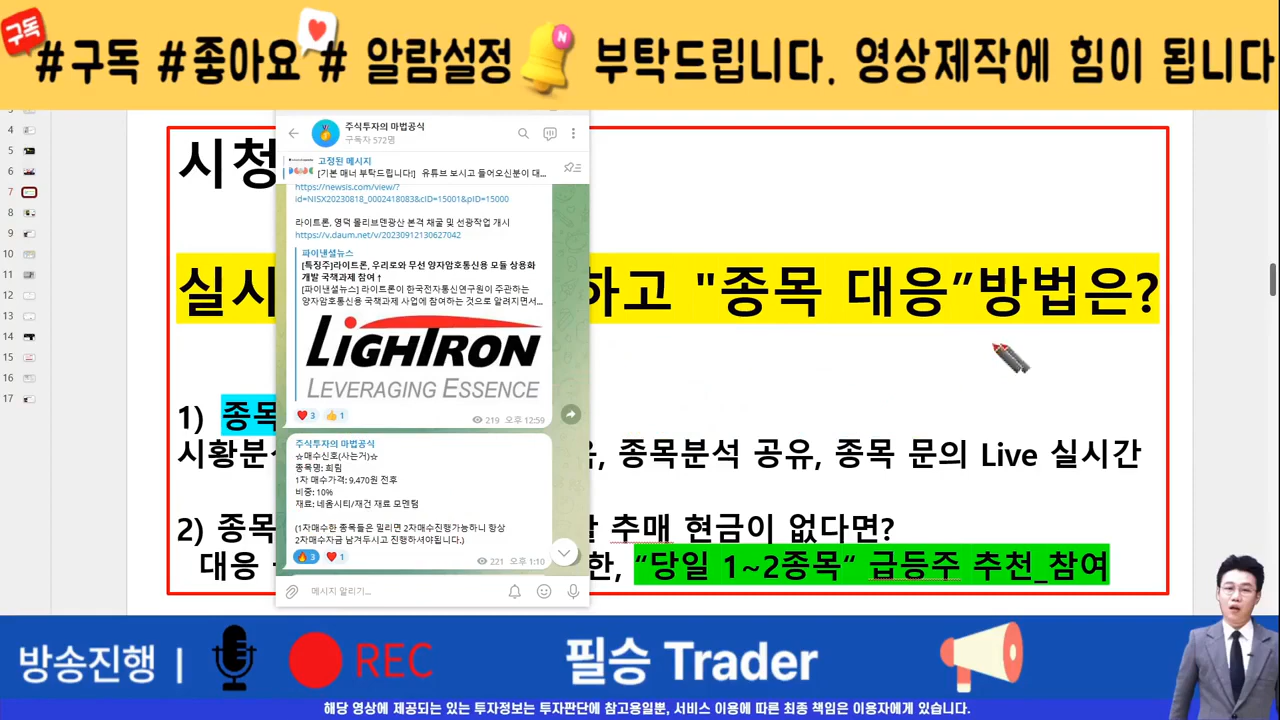 구독
#구독 #좋아요 # 알람설정 부탁드립니다. 영상제작에 힘이 됩니다
N
4
5
6
7
8
9
10
11
12
13
14
15
16
17
시청
실시
하고 "종목 대응”방법은?
1) 종목
시황분석
, 종목분석 공유, 종목 문의 Live 실시간
2) 종목
추매 현금이 없다면?
대응
한, “당일 1~2종목“ 급등주 추천_참여
주식투자의 마법공식
구독자 572명
고정된 메시지
[기본 매너 부탁드립니다!] 유튜브 보시고 들어오신분이 대...
https://newsis.com/view/?
id=NISX20230818_0002418083&cID=15001&pID=15000
라이트론, 영덕 몰리브덴광산 본격 채굴 및 선광작업 개시
https://v.daum.net/v/20230912130627042
파이낸셜뉴스
[특징주]라이트론, 우리로와 무선 양자암호통신용 모듈 상용화
개발 국책과제 참여↑
[파이낸셜뉴스] 라이트론이 한국전자통신연구원이 주관하는
양자암호통신용 국책과제 사업에 참여하는 것으로 알려지면서...
LIGHTRON
LEVERAGING ESSENCE
3
1
219 오후 12:59
주식투자의 마법공식
☆매수신호(사는거)☆
종목명: 희림
1차 매수가격: 9,470원 전후
비중: 10%
재료: 네옴시티/재건 재료 모멘텀
(1차매수한 종목들은 밀리면 2차매수진행가능하니 항상
2차매수자금 남겨두시고 진행하셔야됩니다.)
3
1
221 오후 1:10
메시지 알리기...
방송진행 |
REC
필승 Trader
해당 영상에 제공되는 있는 투자정보는 투자판단에 참고용일뿐, 서비스 이용에 따른 최종 책임은 이용자에게 있습니다.